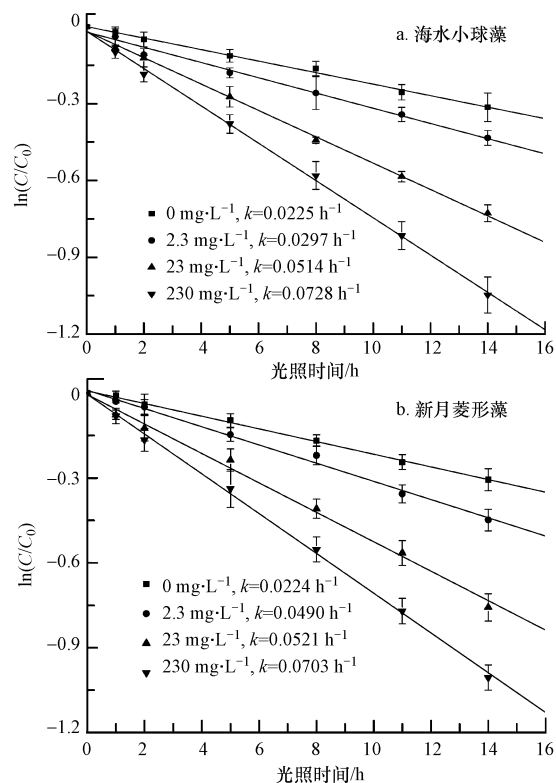 0
-0.3
-0.6
-0.9
-1.2
ln(C/C₀)
a. 海水小球藻
0 mg·L⁻¹, k=0.0225 h⁻¹
2.3 mg·L⁻¹, k=0.0297 h⁻¹
23 mg·L⁻¹, k=0.0514 h⁻¹
230 mg·L⁻¹, k=0.0728 h⁻¹
0 2 4 6 8 10 12 14 16
光照时间/h
0
-0.3
-0.6
-0.9
-1.2
ln(C/C₀)
b. 新月菱形藻
0 mg·L⁻¹, k=0.0224 h⁻¹
2.3 mg·L⁻¹, k=0.0490 h⁻¹
23 mg·L⁻¹, k=0.0521 h⁻¹
230 mg·L⁻¹, k=0.0703 h⁻¹
0 2 4 6 8 10 12 14 16
光照时间/h